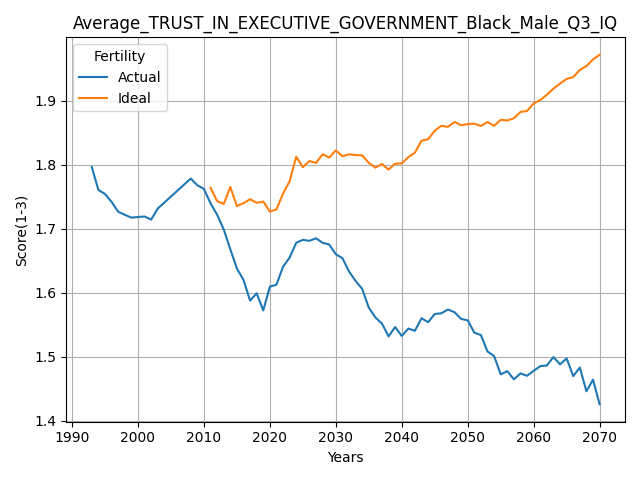 Average_TRUST_IN_EXECUTIVE_GOVERNMENT_Black_Male_Q3_IQ
Fertility
Actual
Ideal
Score(1-3)
1.9
1.8
1.7
1.6
1.5
1.4
1990 2000 2010 2020 2030 2040 2050 2060 2070
Years